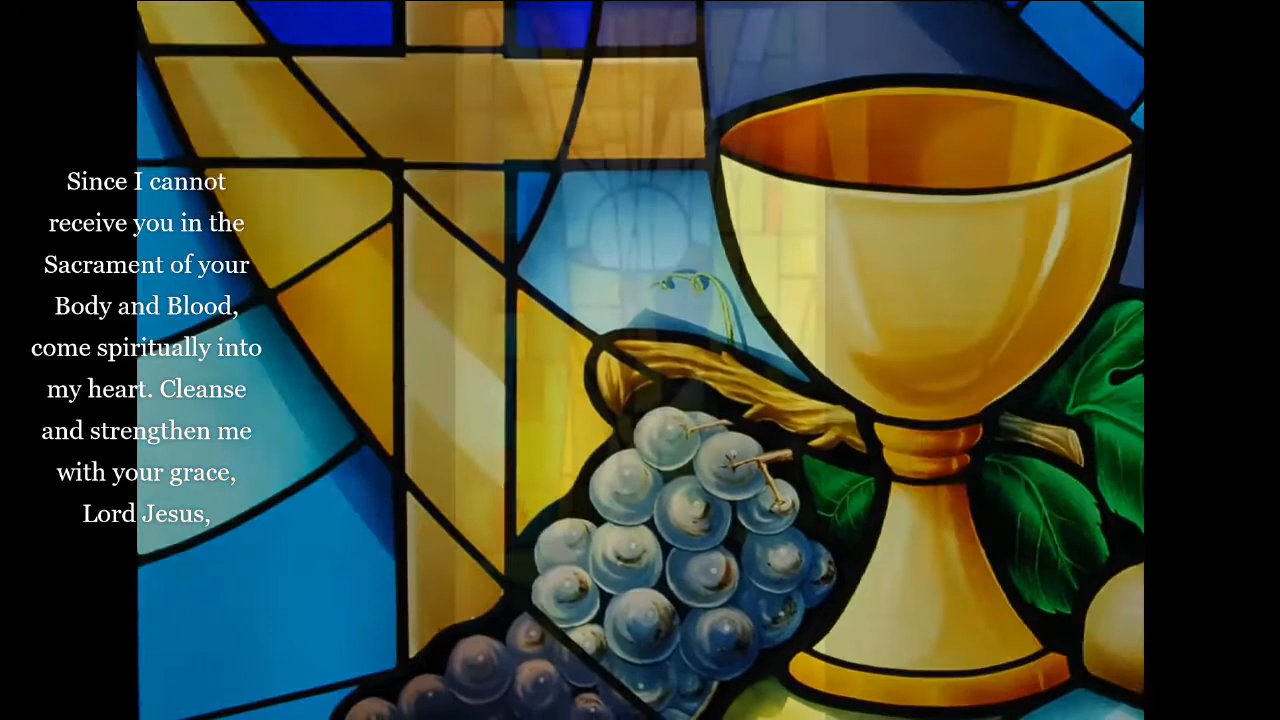 Since I cannot
receive you in the
Sacrament of your
Body and Blood,
come spiritually into
my heart. Cleanse
and strengthen me
with your grace,
Lord Jesus,